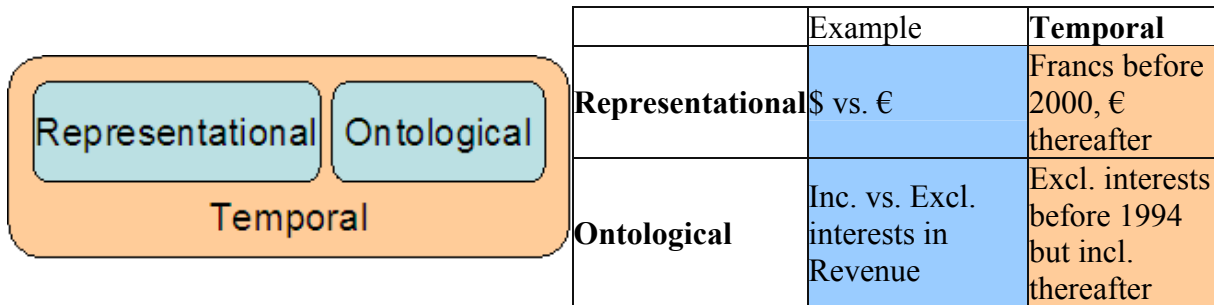 Representational
Ontological
Temporal
Example
Temporal
Representational
$ vs. €
Francs before
2000, €
thereafter
Ontological
Inc. vs. Excl.
interests in
Revenue
Excl. interests
before 1994
but incl.
thereafter